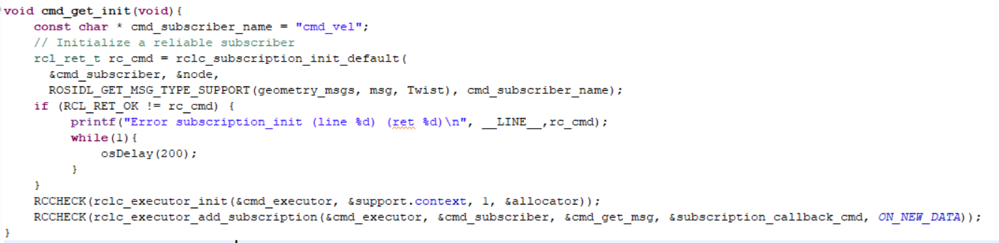 void cmd_get_init(void){
    const char * cmd_subscriber_name = "cmd_vel";
    // Initialize a reliable subscriber
    rcl_ret_t rc_cmd = rclc_subscription_init_default(
      &cmd_subscriber, &node,
      ROSIDL_GET_MSG_TYPE_SUPPORT(geometry_msgs, msg, Twist), cmd_subscriber_name);
    if (RCL_RET_OK != rc_cmd) {
         printf("Error subscription_init (line %d) (ret %d)\n", __LINE__,rc_cmd);
         while(1){
             osDelay(200);
         }
    }
    RCCHECK(rclc_executor_init(&cmd_executor, &support.context, 1, &allocator));
    RCCHECK(rclc_executor_add_subscription(&cmd_executor, &cmd_subscriber, &cmd_get_msg, &subscription_callback_cmd, ON_NEW_DATA));
}